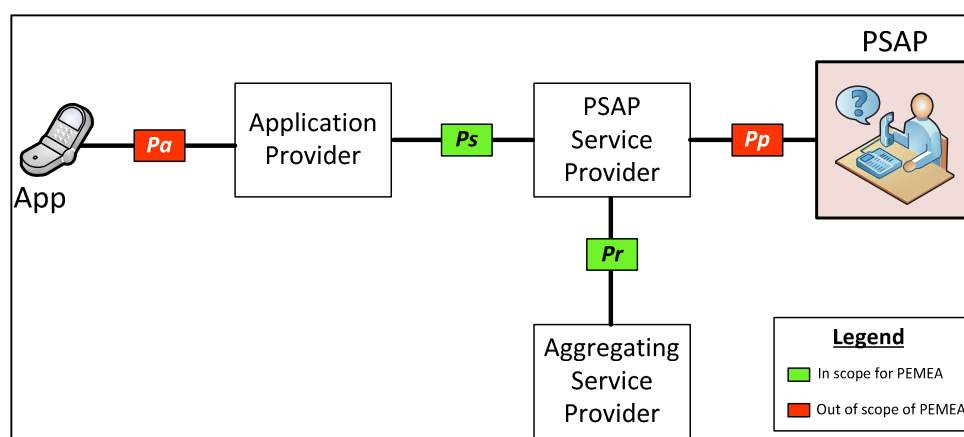 PSAP
App
Pa
Application
Provider
Ps
PSAP
Service
Provider
Pp
?
Pr
Aggregating
Service
Provider
Legend
In scope for PEMEA
Out of scope of PEMEA